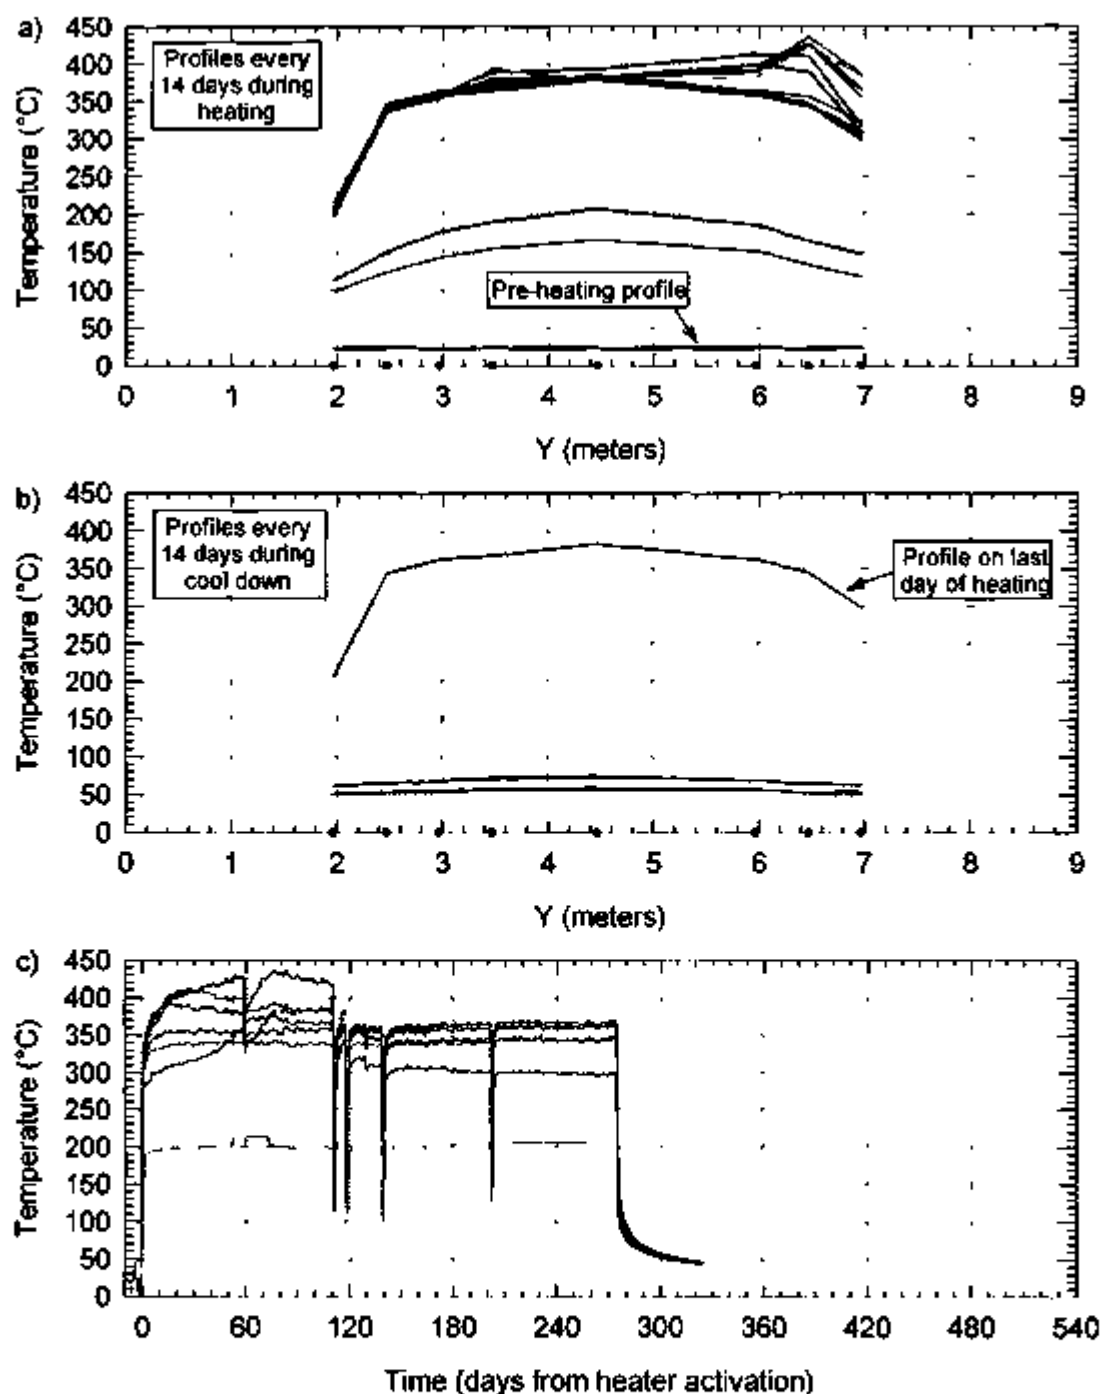 a)
450
400
350
300
250
200
150
100
50
0
Temperature (°C)
Profiles every
14 days during
heating
Pre-heating profile
0 1 2 3 4 5 6 7 8 9
Y (meters)
b)
450
400
350
300
250
200
150
100
50
0
Temperature (°C)
Profiles every
14 days during
cool down
Profile on last
day of heating
0 1 2 3 4 5 6 7 8 9
Y (meters)
c)
450
400
350
300
250
200
150
100
50
0
Temperature (°C)
0 60 120 180 240 300 360 420 480 540
Time (days from heater activation)